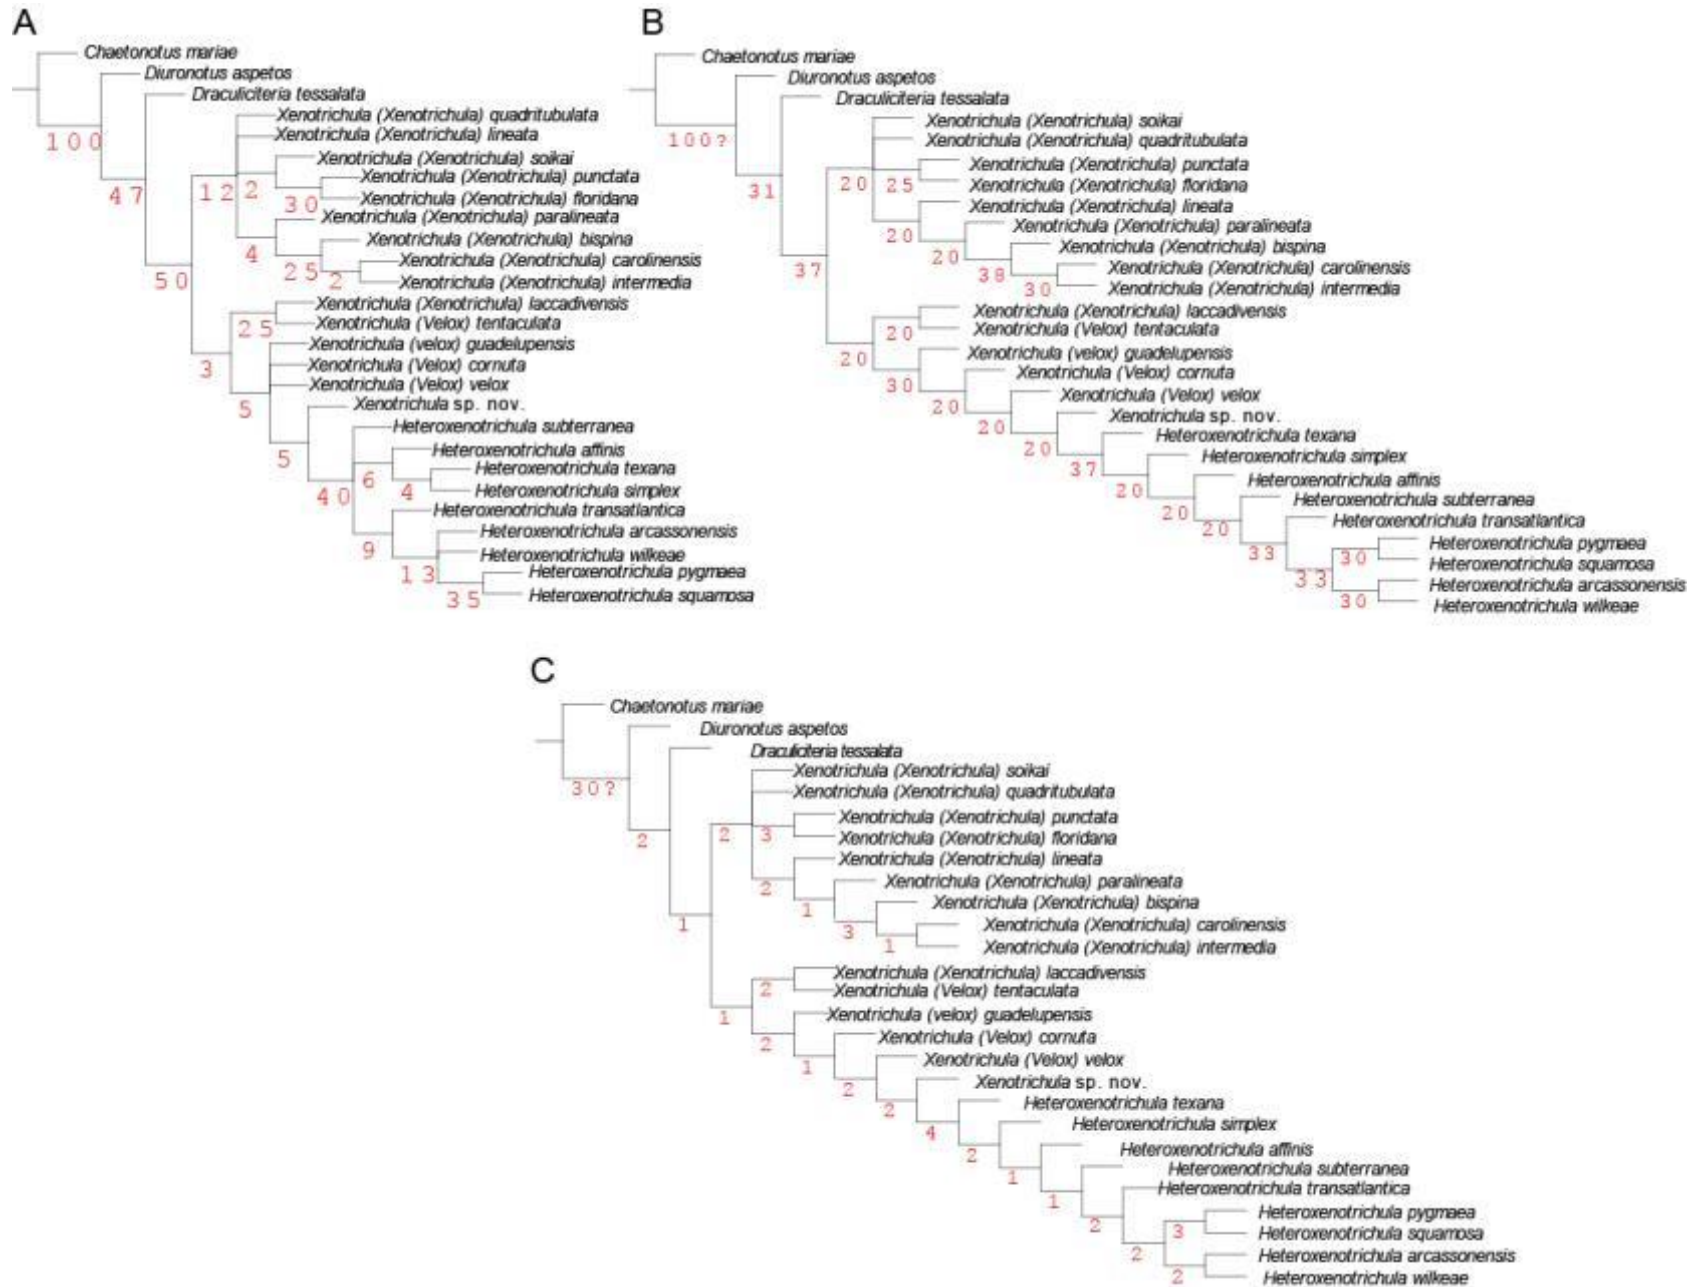 A
Chaetonotus mariae
Diuronotus aspetos
Draculiciteria tessalata
100
Xenotrichula (Xenotrichula) quadritubulata
Xenotrichula (Xenotrichula) lineata
Xenotrichula (Xenotrichula) soikai
Xenotrichula (Xenotrichula) punctata
47
12
2
30
Xenotrichula (Xenotrichula) floridana
Xenotrichula (Xenotrichula) paralineata
Xenotrichula (Xenotrichula) bispina
4
Xenotrichula (Xenotrichula) carolinensis
50
25
2
Xenotrichula (Xenotrichula) intermedia
Xenotrichula (Xenotrichula) laccadivensis
25
Xenotrichula (Velox) tentaculata
Xenotrichula (velox) guadelupensis
3
Xenotrichula (Velox) cornuta
Xenotrichula (Velox) velox
5
Xenotrichula sp. nov.
Heteroxenotrichula subterranea
5
Heteroxenotrichula affinis
Heteroxenotrichula texana
6
40
4
Heteroxenotrichula simplex
Heteroxenotrichula transatlantica
Heteroxenotrichula arcassonensis
9
Heteroxenotrichula wilkeae
13
Heteroxenotrichula pygmaea
35
Heteroxenotrichula squamosa
B
Chaetonotus mariae
Diuronotus aspetos
Draculiciteria tessalata
Xenotrichula (Xenotrichula) soikai
100?
Xenotrichula (Xenotrichula) quadritubulata
Xenotrichula (Xenotrichula) punctata
31
20
25
Xenotrichula (Xenotrichula) floridana
Xenotrichula (Xenotrichula) lineata
Xenotrichula (Xenotrichula) paralineata
20
Xenotrichula (Xenotrichula) bispina
20
37
38
Xenotrichula (Xenotrichula) carolinensis
30
Xenotrichula (Xenotrichula) intermedia
Xenotrichula (Xenotrichula) laccadivensis
20
Xenotrichula (Velox) tentaculata
20
Xenotrichula (velox) guadelupensis
Xenotrichula (Velox) cornuta
30
Xenotrichula (Velox) velox
20
Xenotrichula sp. nov.
20
Heteroxenotrichula texana
20
Heteroxenotrichula simplex
37
Heteroxenotrichula affinis
20
Heteroxenotrichula subterranea
20
Heteroxenotrichula transatlantica
20
Heteroxenotrichula pygmaea
33
30
Heteroxenotrichula squamosa
33
Heteroxenotrichula arcassonensis
30
Heteroxenotrichula wilkeae
C
Chaetonotus mariae
Diuronotus aspetos
Draculiciteria tessalata
Xenotrichula (Xenotrichula) soikai
30?
Xenotrichula (Xenotrichula) quadritubulata
Xenotrichula (Xenotrichula) punctata
2
2
3
Xenotrichula (Xenotrichula) floridana
Xenotrichula (Xenotrichula) lineata
Xenotrichula (Xenotrichula) paralineata
2
Xenotrichula (Xenotrichula) bispina
1
1
3
Xenotrichula (Xenotrichula) carolinensis
1
Xenotrichula (Xenotrichula) intermedia
Xenotrichula (Xenotrichula) laccadivensis
2
Xenotrichula (Velox) tentaculata
1
Xenotrichula (velox) guadelupensis
Xenotrichula (Velox) cornuta
2
Xenotrichula (Velox) velox
1
Xenotrichula sp. nov.
2
Heteroxenotrichula texana
2
Heteroxenotrichula simplex
4
Heteroxenotrichula affinis
2
Heteroxenotrichula subterranea
1
Heteroxenotrichula transatlantica
1
Heteroxenotrichula pygmaea
2
3
Heteroxenotrichula squamosa
2
Heteroxenotrichula arcassonensis
2
Heteroxenotrichula wilkeae